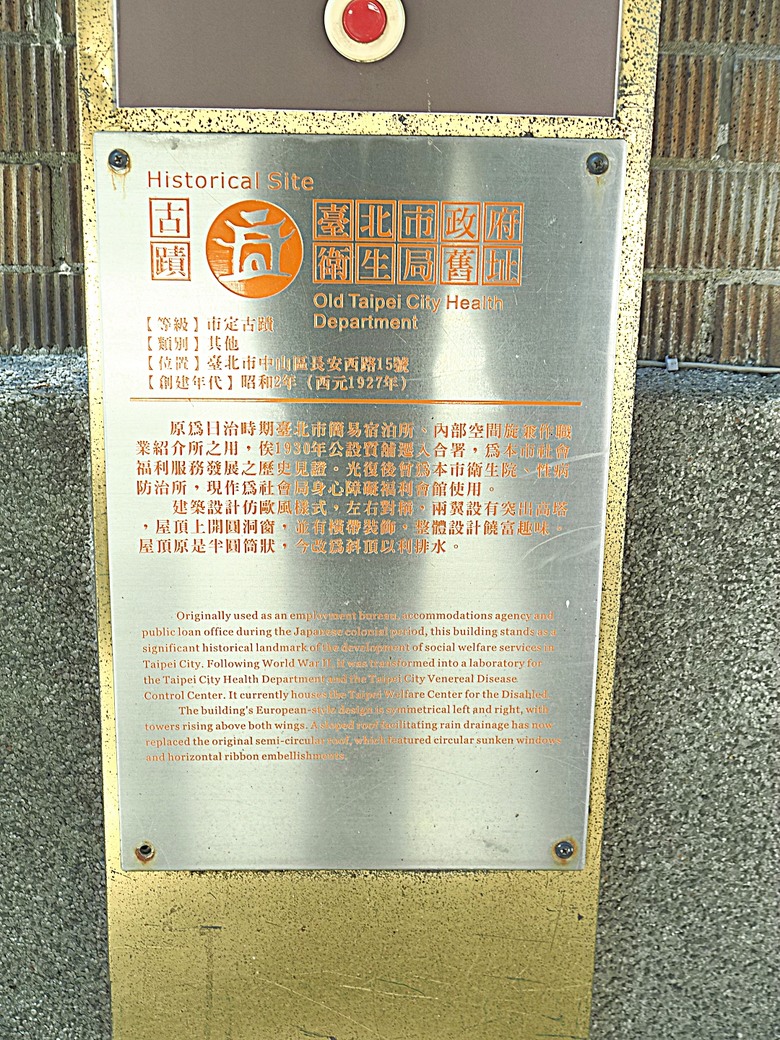 Historical Site
古蹟
臺北市政府
衛生局舊址
Old Taipei City Health
Department
【等級】市定古蹟
【類別】其他
【位置】臺北市中山區長安西路15號
【創建年代】昭和2年（西元1927年）
原為日治時期臺北市簡易宿泊所、內部空間旋被作職
業紹介所之用，俟1930年公設質舖遷入合署，為本市社會
福利服務發展之歷史見證。光復後曾為本市衛生院、性病
防治所，現作為社會局身心障礙福利會館使用。
建築設計仿歐風樣式，左右對稱，兩翼設有突出高塔
，屋頂上開圓洞窗，並有橫帶裝飾，整體設計饒富趣味。
屋頂原是半圓筒狀，今改為斜頂以利排水。
Originally used as an employment bureau, accommodations agency and
public loan office during the Japanese colonial period, this building stands as a
significant historical landmark of the development of social welfare services in
Taipei City. Following World War II, it was transformed into a laboratory for
the Taipei City Health Department and the Taipei City Venereal Disease
Control Center. It currently houses the Taipei Welfare Center for the Disabled.
The building's European-style design is symmetrical left and right, with
towers rising above both wings. A sloped roof facilitating rain drainage has now
replaced the original semi-circular roof, which featured circular sunken windows
and horizontal ribbon embellishments.